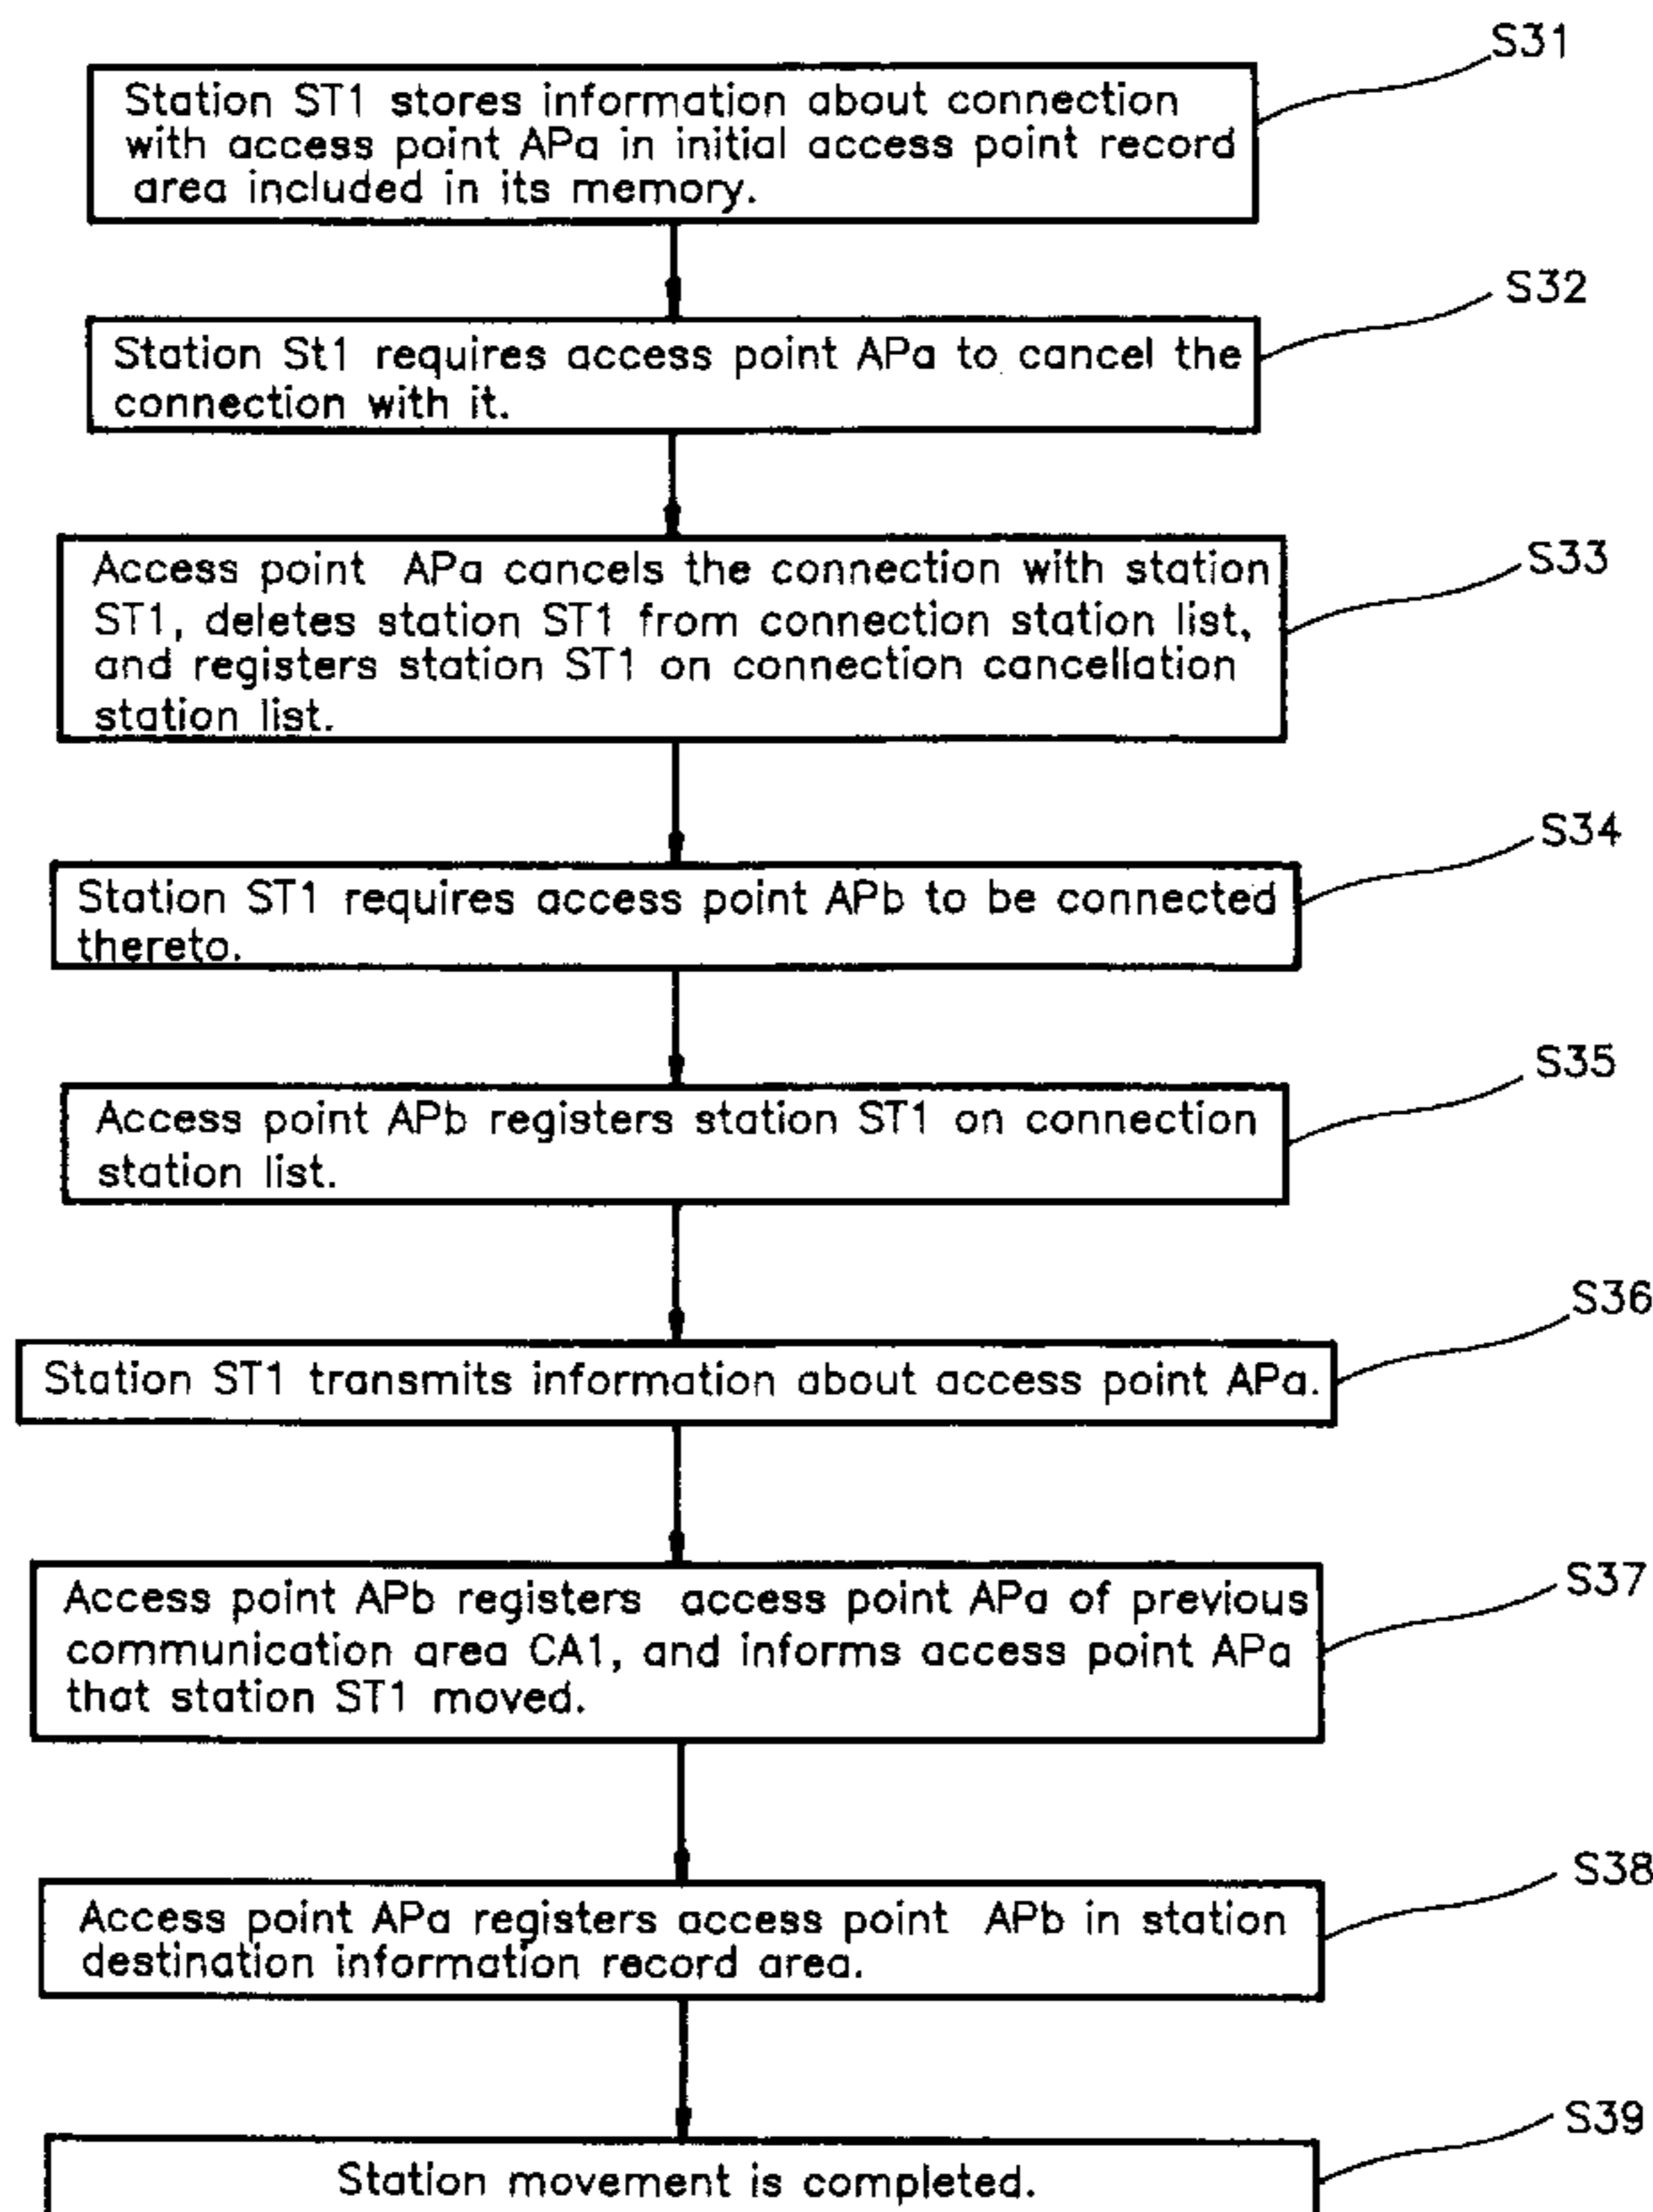 S31
Station ST1 stores information about connection
with access point APa in initial access point record
area included in its memory.
S32
Station St1 requires access point APa to cancel the
connection with it.
S33
Access point APa cancels the connection with station
ST1, deletes station ST1 from connection station list,
and registers station ST1 on connection cancellation
station list.
S34
Station ST1 requires access point APb to be connected
thereto.
S35
Access point APb registers station ST1 on connection
station list.
S36
Station ST1 transmits information about access point APa.
S37
Access point APb registers access point APa of previous
communication area CA1, and informs access point APa
that station ST1 moved.
S38
Access point APa registers access point APb in station
destination information record area.
S39
Station movement is completed.